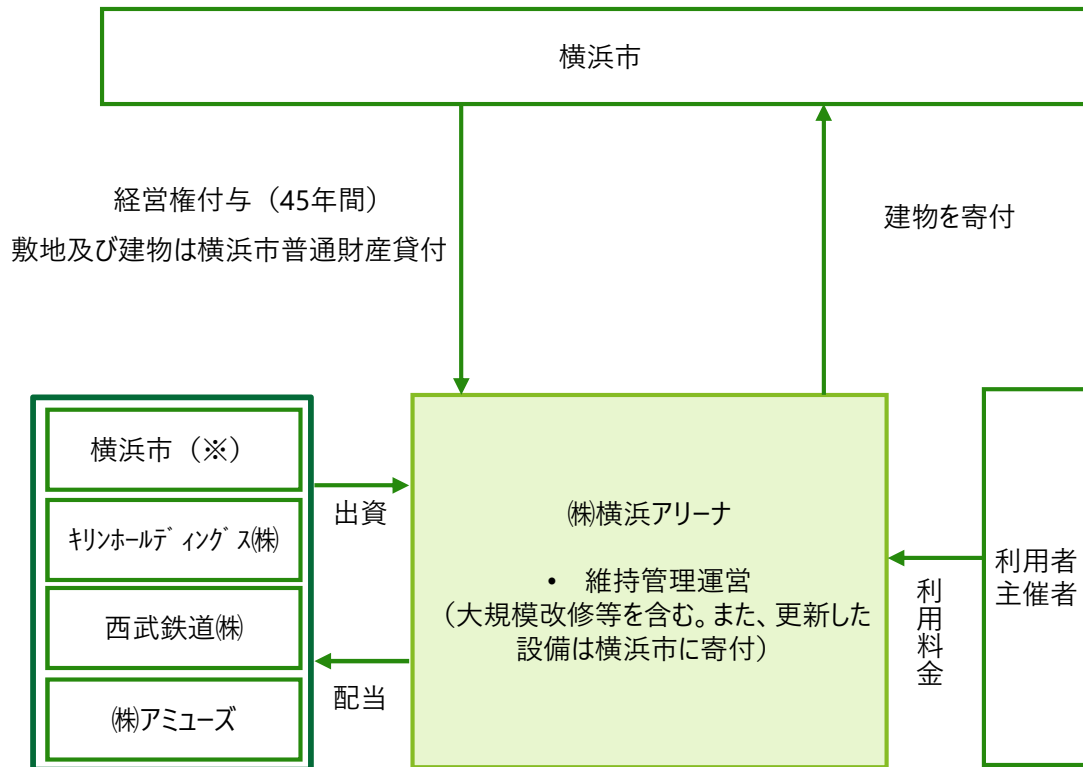 横浜市
経営権付与（45年間）
敷地及び建物は横浜市普通財産貸付
建物を寄付
横浜市（※）
ｷﾘﾝﾎｰﾙﾃﾞｨﾝｸﾞｽ㈱
西武鉄道㈱
㈱アミューズ
出資
配当
㈱横浜アリーナ
• 維持管理運営
（大規模改修等を含む。また、更新した
設備は横浜市に寄付）
利用料金
利用者
主催者